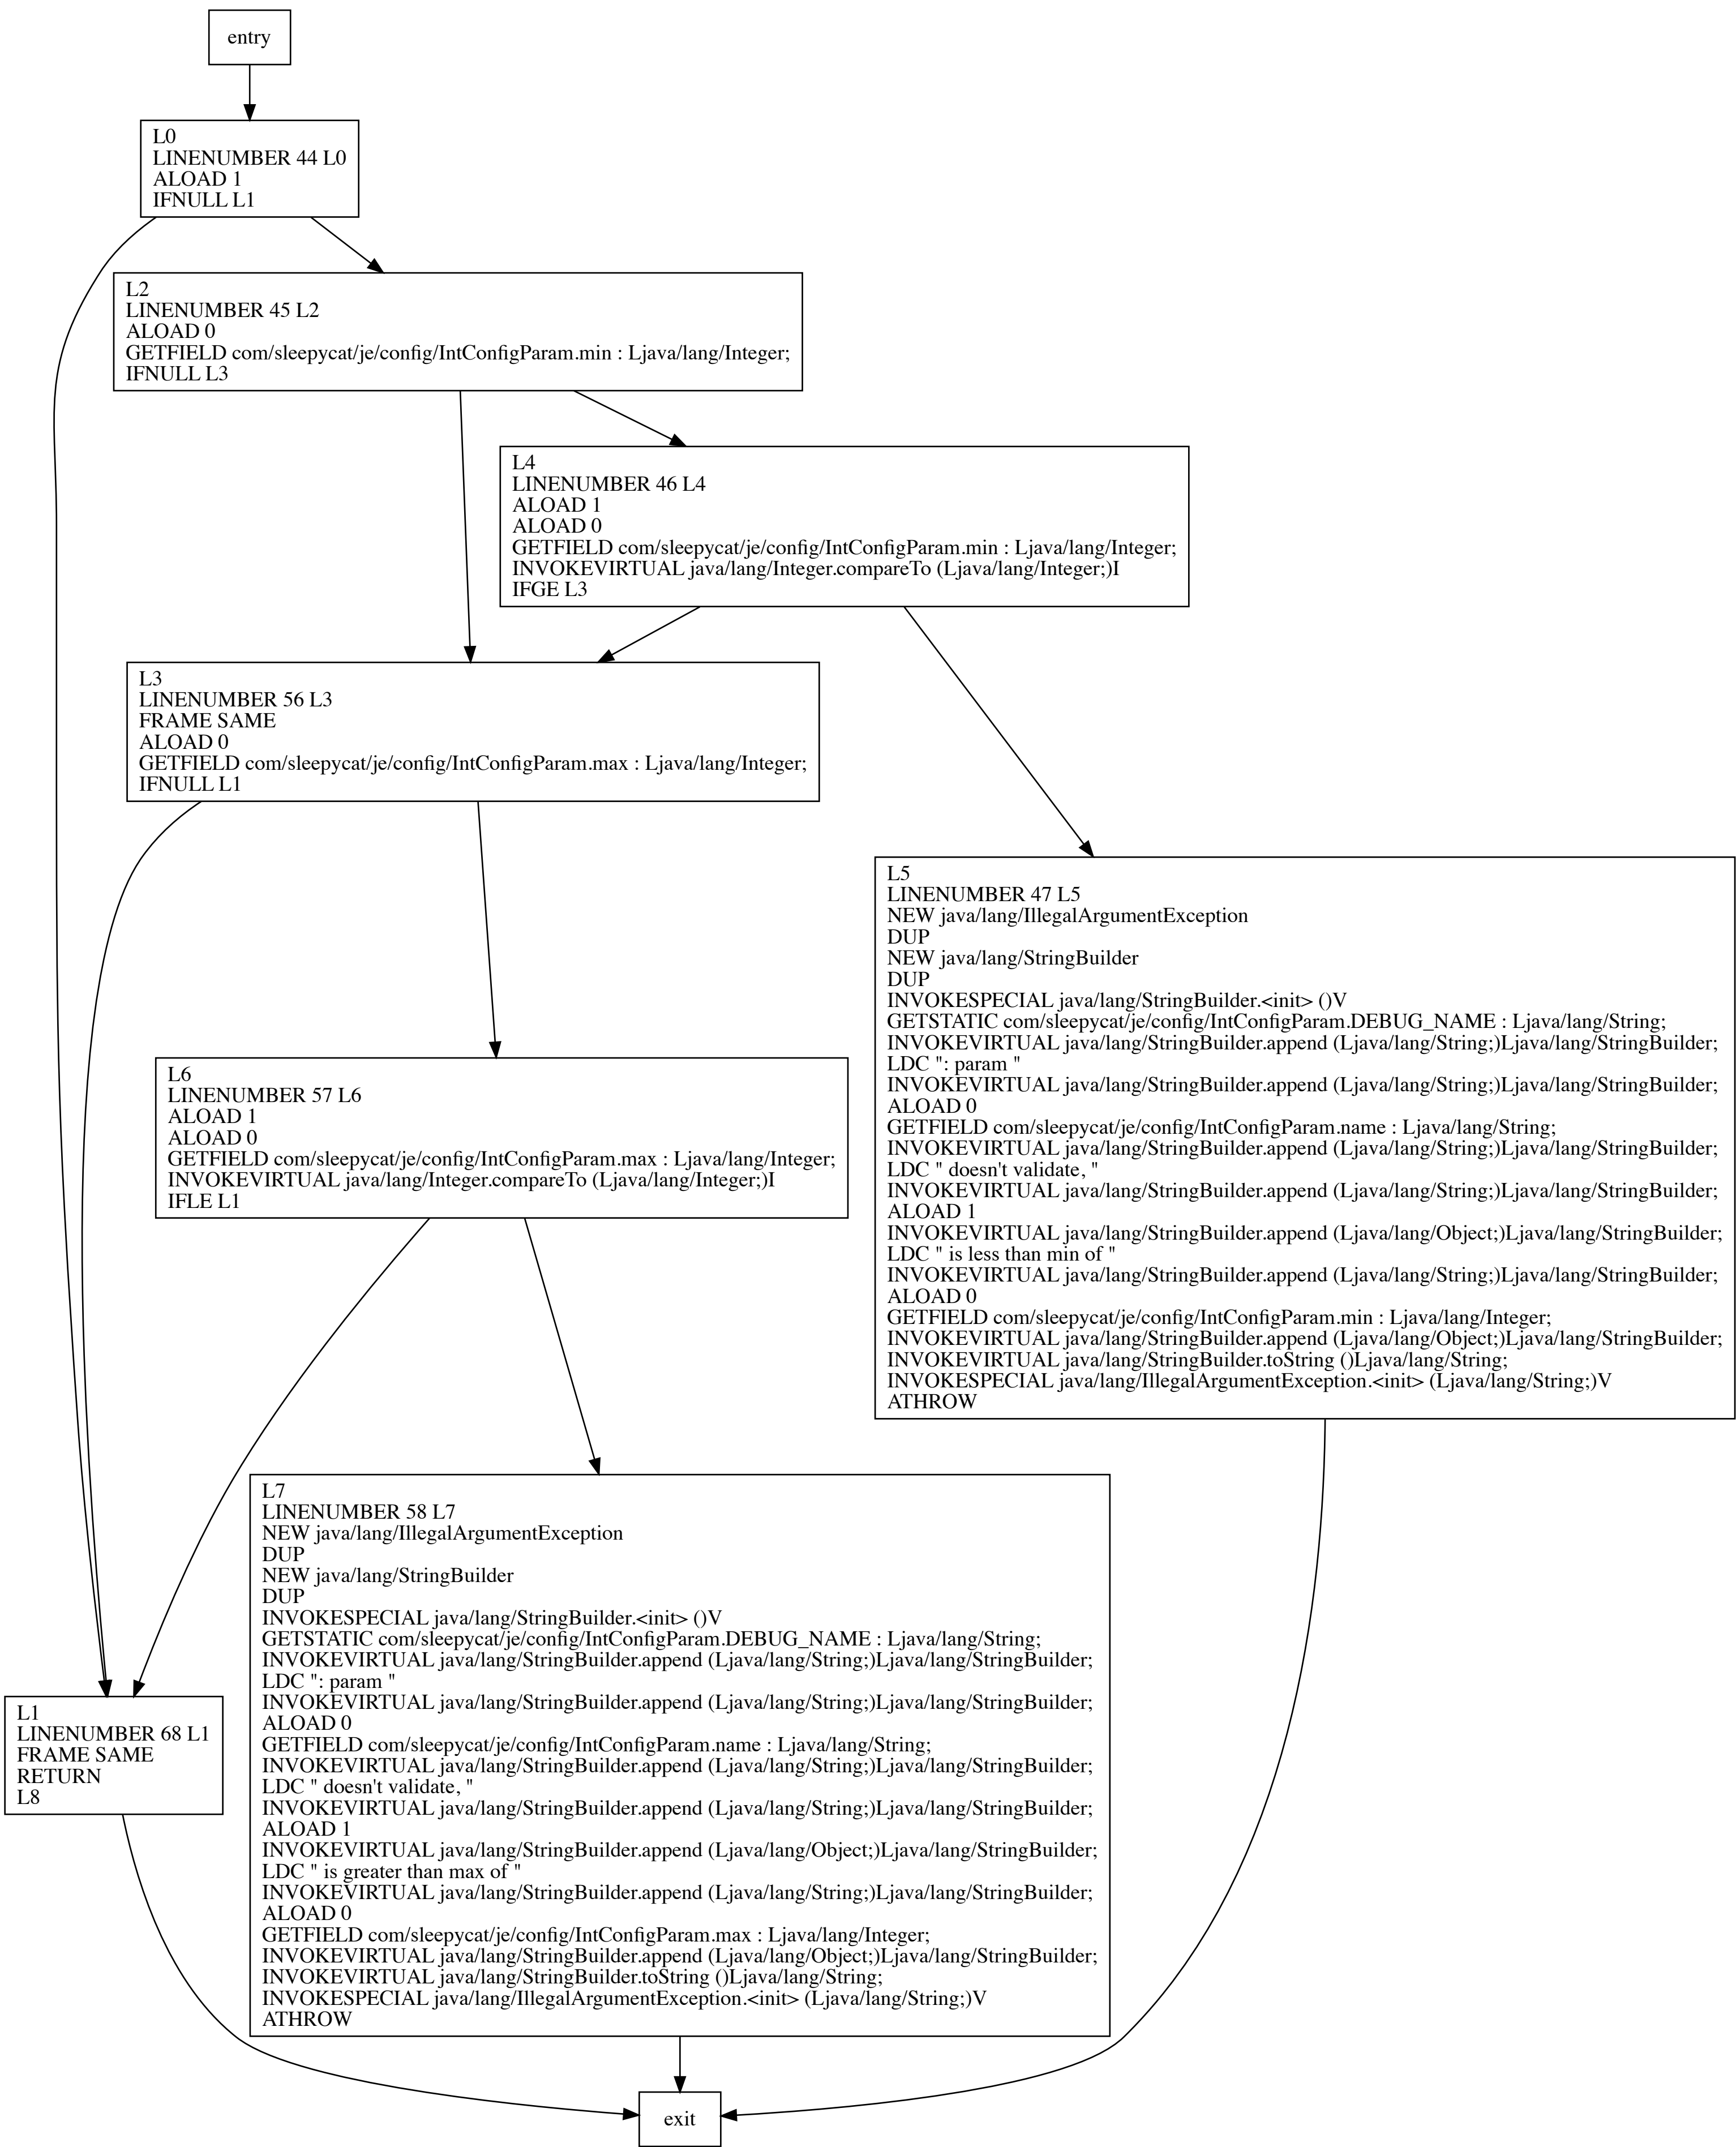 entry
L0
LINENUMBER 44 L0
ALOAD 1
IFNULL L1
L2
LINENUMBER 45 L2
ALOAD 0
GETFIELD com/sleepycat/je/config/IntConfigParam.min : Ljava/lang/Integer;
IFNULL L3
L4
LINENUMBER 46 L4
ALOAD 1
ALOAD 0
GETFIELD com/sleepycat/je/config/IntConfigParam.min : Ljava/lang/Integer;
INVOKEVIRTUAL java/lang/Integer.compareTo (Ljava/lang/Integer;)I
IFGE L3
L3
LINENUMBER 56 L3
FRAME SAME
ALOAD 0
GETFIELD com/sleepycat/je/config/IntConfigParam.max : Ljava/lang/Integer;
IFNULL L1
L5
LINENUMBER 47 L5
NEW java/lang/IllegalArgumentException
DUP
NEW java/lang/StringBuilder
DUP
INVOKESPECIAL java/lang/StringBuilder.<init> ()V
GETSTATIC com/sleepycat/je/config/IntConfigParam.DEBUG_NAME : Ljava/lang/String;
INVOKEVIRTUAL java/lang/StringBuilder.append (Ljava/lang/String;)Ljava/lang/StringBuilder;
LDC ": param "
INVOKEVIRTUAL java/lang/StringBuilder.append (Ljava/lang/String;)Ljava/lang/StringBuilder;
ALOAD 0
GETFIELD com/sleepycat/je/config/IntConfigParam.name : Ljava/lang/String;
INVOKEVIRTUAL java/lang/StringBuilder.append (Ljava/lang/String;)Ljava/lang/StringBuilder;
LDC " doesn't validate, "
INVOKEVIRTUAL java/lang/StringBuilder.append (Ljava/lang/String;)Ljava/lang/StringBuilder;
ALOAD 1
INVOKEVIRTUAL java/lang/StringBuilder.append (Ljava/lang/Object;)Ljava/lang/StringBuilder;
LDC " is less than min of "
INVOKEVIRTUAL java/lang/StringBuilder.append (Ljava/lang/String;)Ljava/lang/StringBuilder;
ALOAD 0
GETFIELD com/sleepycat/je/config/IntConfigParam.min : Ljava/lang/Integer;
INVOKEVIRTUAL java/lang/StringBuilder.append (Ljava/lang/Object;)Ljava/lang/StringBuilder;
INVOKEVIRTUAL java/lang/StringBuilder.toString ()Ljava/lang/String;
INVOKESPECIAL java/lang/IllegalArgumentException.<init> (Ljava/lang/String;)V
ATHROW
L6
LINENUMBER 57 L6
ALOAD 1
ALOAD 0
GETFIELD com/sleepycat/je/config/IntConfigParam.max : Ljava/lang/Integer;
INVOKEVIRTUAL java/lang/Integer.compareTo (Ljava/lang/Integer;)I
IFLE L1
L7
LINENUMBER 58 L7
NEW java/lang/IllegalArgumentException
DUP
NEW java/lang/StringBuilder
DUP
INVOKESPECIAL java/lang/StringBuilder.<init> ()V
GETSTATIC com/sleepycat/je/config/IntConfigParam.DEBUG_NAME : Ljava/lang/String;
INVOKEVIRTUAL java/lang/StringBuilder.append (Ljava/lang/String;)Ljava/lang/StringBuilder;
LDC ": param "
INVOKEVIRTUAL java/lang/StringBuilder.append (Ljava/lang/String;)Ljava/lang/StringBuilder;
ALOAD 0
GETFIELD com/sleepycat/je/config/IntConfigParam.name : Ljava/lang/String;
INVOKEVIRTUAL java/lang/StringBuilder.append (Ljava/lang/String;)Ljava/lang/StringBuilder;
LDC " doesn't validate, "
INVOKEVIRTUAL java/lang/StringBuilder.append (Ljava/lang/String;)Ljava/lang/StringBuilder;
ALOAD 1
INVOKEVIRTUAL java/lang/StringBuilder.append (Ljava/lang/Object;)Ljava/lang/StringBuilder;
LDC " is greater than max of "
INVOKEVIRTUAL java/lang/StringBuilder.append (Ljava/lang/String;)Ljava/lang/StringBuilder;
ALOAD 0
GETFIELD com/sleepycat/je/config/IntConfigParam.max : Ljava/lang/Integer;
INVOKEVIRTUAL java/lang/StringBuilder.append (Ljava/lang/Object;)Ljava/lang/StringBuilder;
INVOKEVIRTUAL java/lang/StringBuilder.toString ()Ljava/lang/String;
INVOKESPECIAL java/lang/IllegalArgumentException.<init> (Ljava/lang/String;)V
ATHROW
L1
LINENUMBER 68 L1
FRAME SAME
RETURN
L8
exit